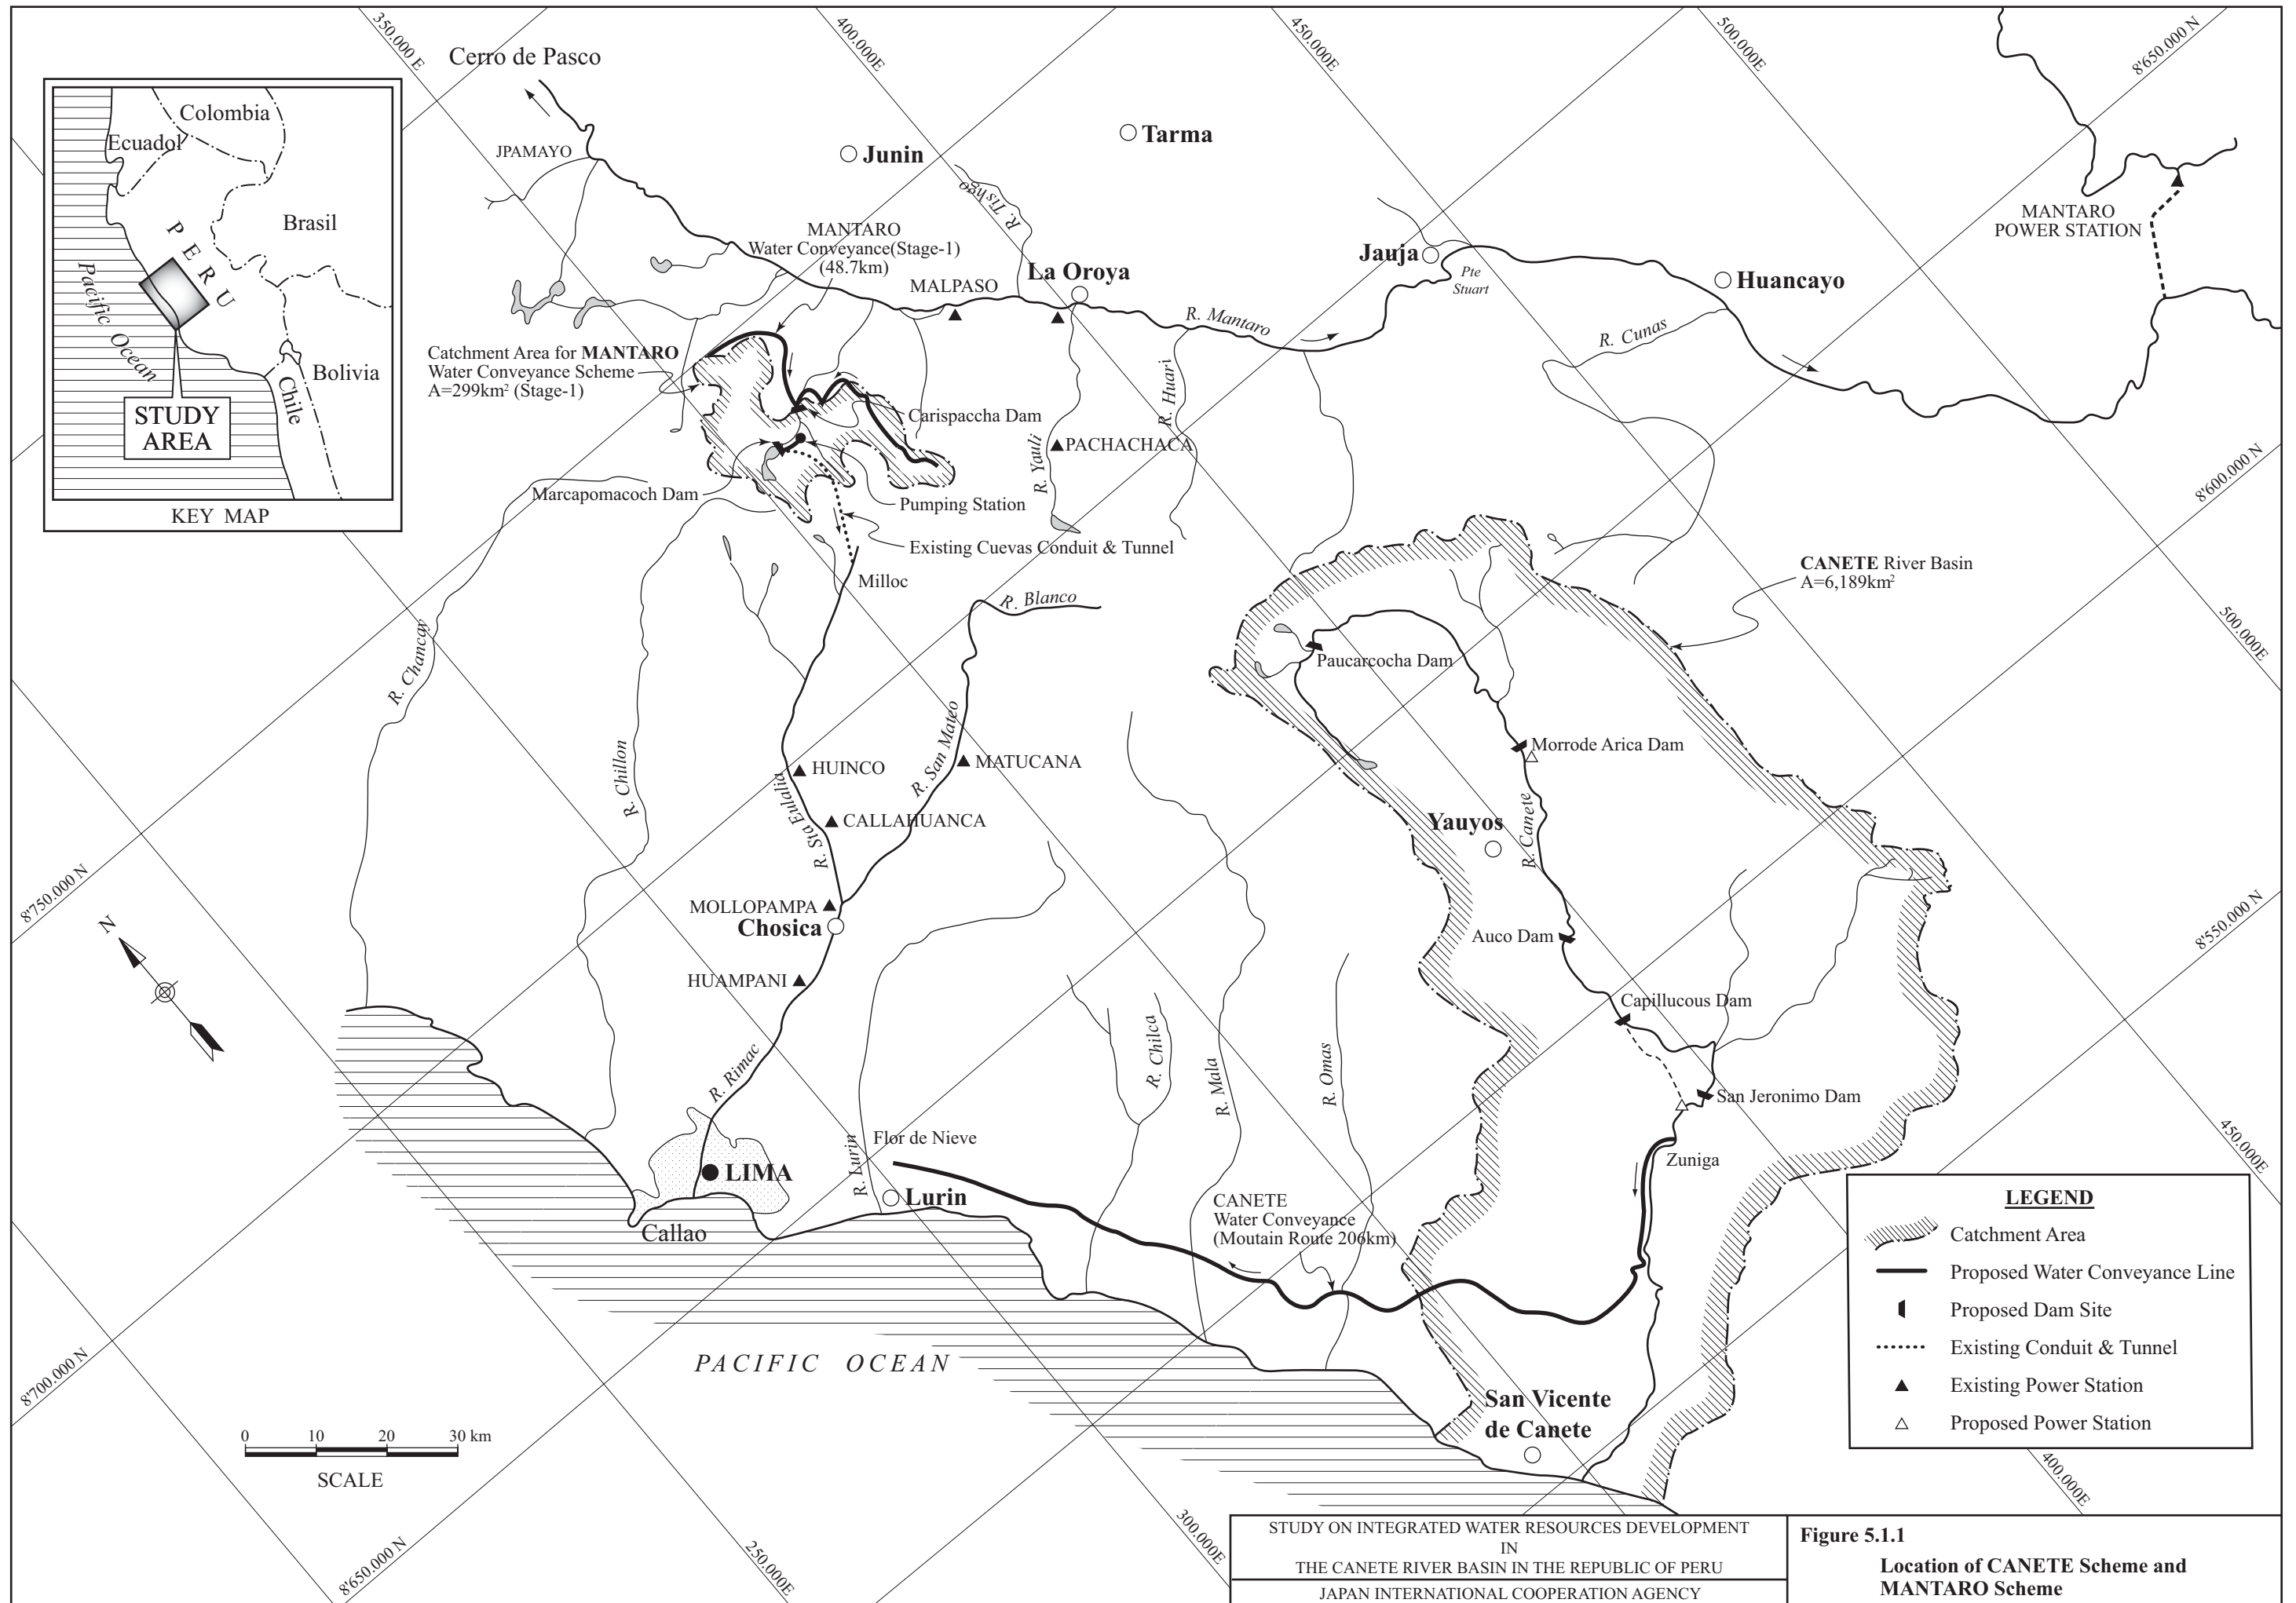 350.000 E
400.000E
450.000E
500.000E
8'650.000 N
Cerro de Pasco
Colombia
Ecuadol
Brasil
PERU
Pacific Ocean
Bolivia
Chile
STUDY
AREA
KEY MAP
JPAMAYO
Junin
Tarma
R. Tishgo
MANTARO
Water Conveyance(Stage-1)
(48.7km)
MALPASO
La Oroya
Jauja
Pte
Stuart
Huancayo
MANTARO
POWER STATION
R. Mantaro
R. Cunas
Catchment Area for MANTARO
Water Conveyance Scheme
A=299km² (Stage-1)
Carispaccha Dam
R. Huari
R. Yauli
PACHACHACA
8'600.000 N
Marcapomacoch Dam
Pumping Station
Existing Cuevas Conduit & Tunnel
Milloc
R. Blanco
CANETE River Basin
A=6,189km²
500.000E
R. Chancay
Paucarcocha Dam
R. Chillon
HUINCO
R. San Mateo
MATUCANA
Morrode Arica Dam
R. Sta Eulalia
CALLAHUANCA
Yauyos
R. Canete
8'750.000 N
N
MOLLOPAMPA
Chosica
Auco Dam
8'550.000 N
HUAMPANI
Capillucous Dam
R. Rimac
R. Chilca
R. Mala
R. Omas
San Jeronimo Dam
Flor de Nieve
R. Lurin
Zuniga
450.000E
LIMA
Lurin
Callao
CANETE
Water Conveyance
(Moutain Route 206km)
LEGEND
Catchment Area
Proposed Water Conveyance Line
Proposed Dam Site
Existing Conduit & Tunnel
Existing Power Station
Proposed Power Station
PACIFIC OCEAN
8'700.000 N
San Vicente
de Canete
0 10 20 30 km
SCALE
400.000E
8'650.000 N
250.000E
300.000E
STUDY ON INTEGRATED WATER RESOURCES DEVELOPMENT
IN
THE CANETE RIVER BASIN IN THE REPUBLIC OF PERU
JAPAN INTERNATIONAL COOPERATION AGENCY
Figure 5.1.1
Location of CANETE Scheme and
MANTARO Scheme